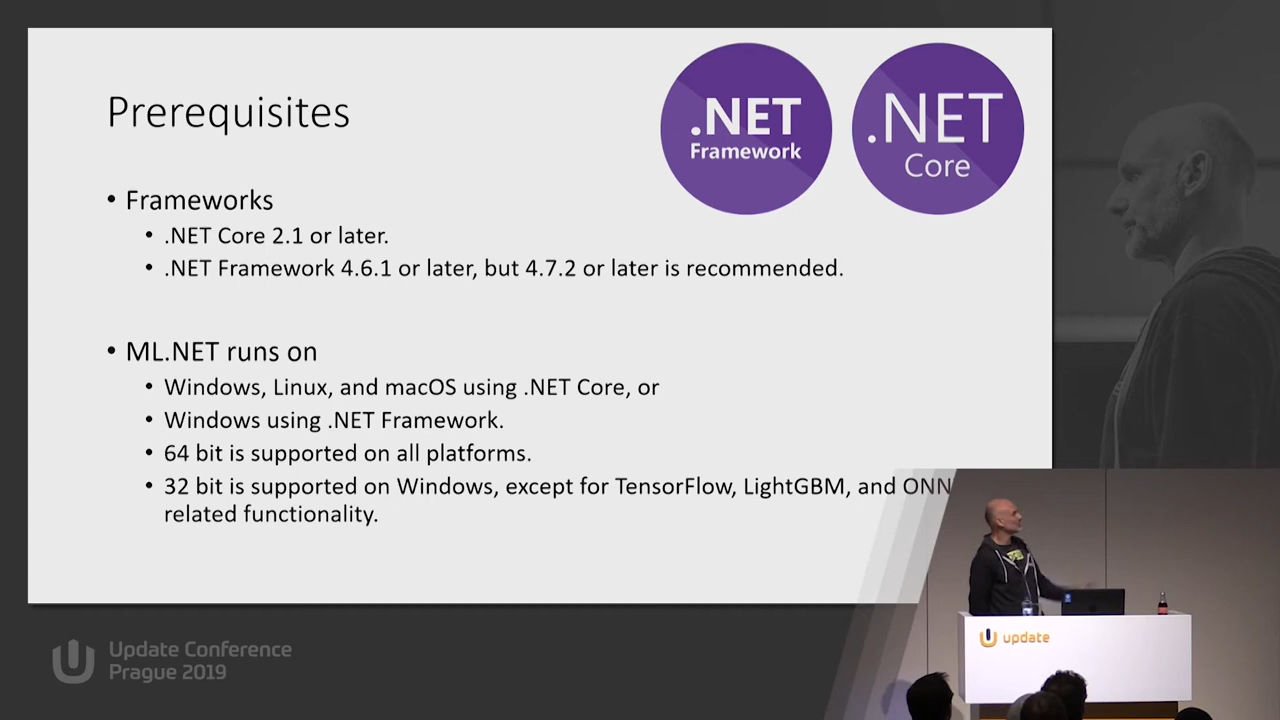 Prerequisites
.NET
Framework
.NET
Core
• Frameworks
• .NET Core 2.1 or later.
• .NET Framework 4.6.1 or later, but 4.7.2 or later is recommended.
• ML.NET runs on
• Windows, Linux, and macOS using .NET Core, or
• Windows using .NET Framework.
• 64 bit is supported on all platforms.
• 32 bit is supported on Windows, except for TensorFlow, LightGBM, and ONN
related functionality.
Update Conference
Prague 2019
update